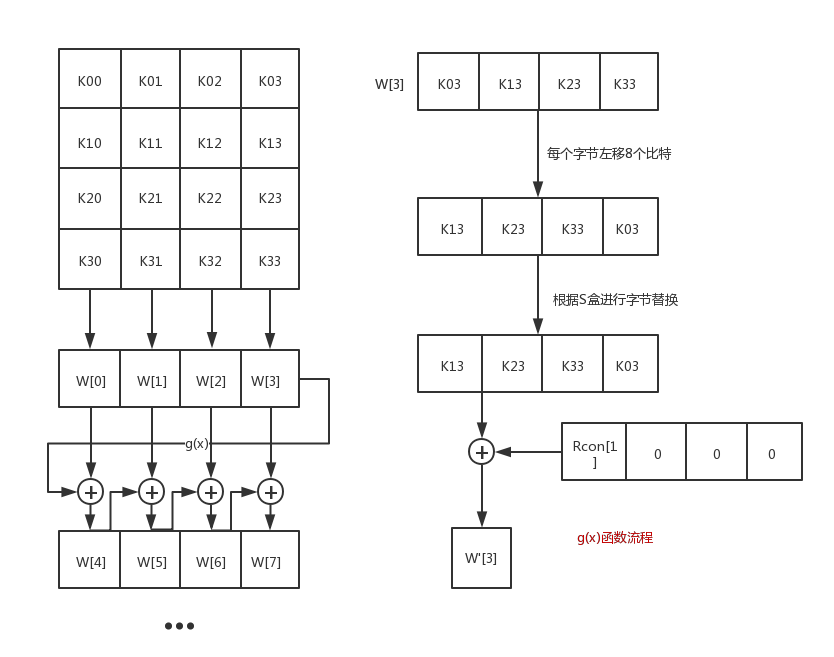 K00 K01 K02 K03
K10 K11 K12 K13
K20 K21 K22 K23
K30 K31 K32 K33
W[0] W[1] W[2] W[3]
g(x)
W[4] W[5] W[6] W[7]
W[3] K03 K13 K23 K33
每个字节左移8个比特
K13 K23 K33 K03
根据S盒进行字节替换
K13 K23 K33 K03
Rcon[1
] 0 0 0
W'[3]
g(x)函数流程